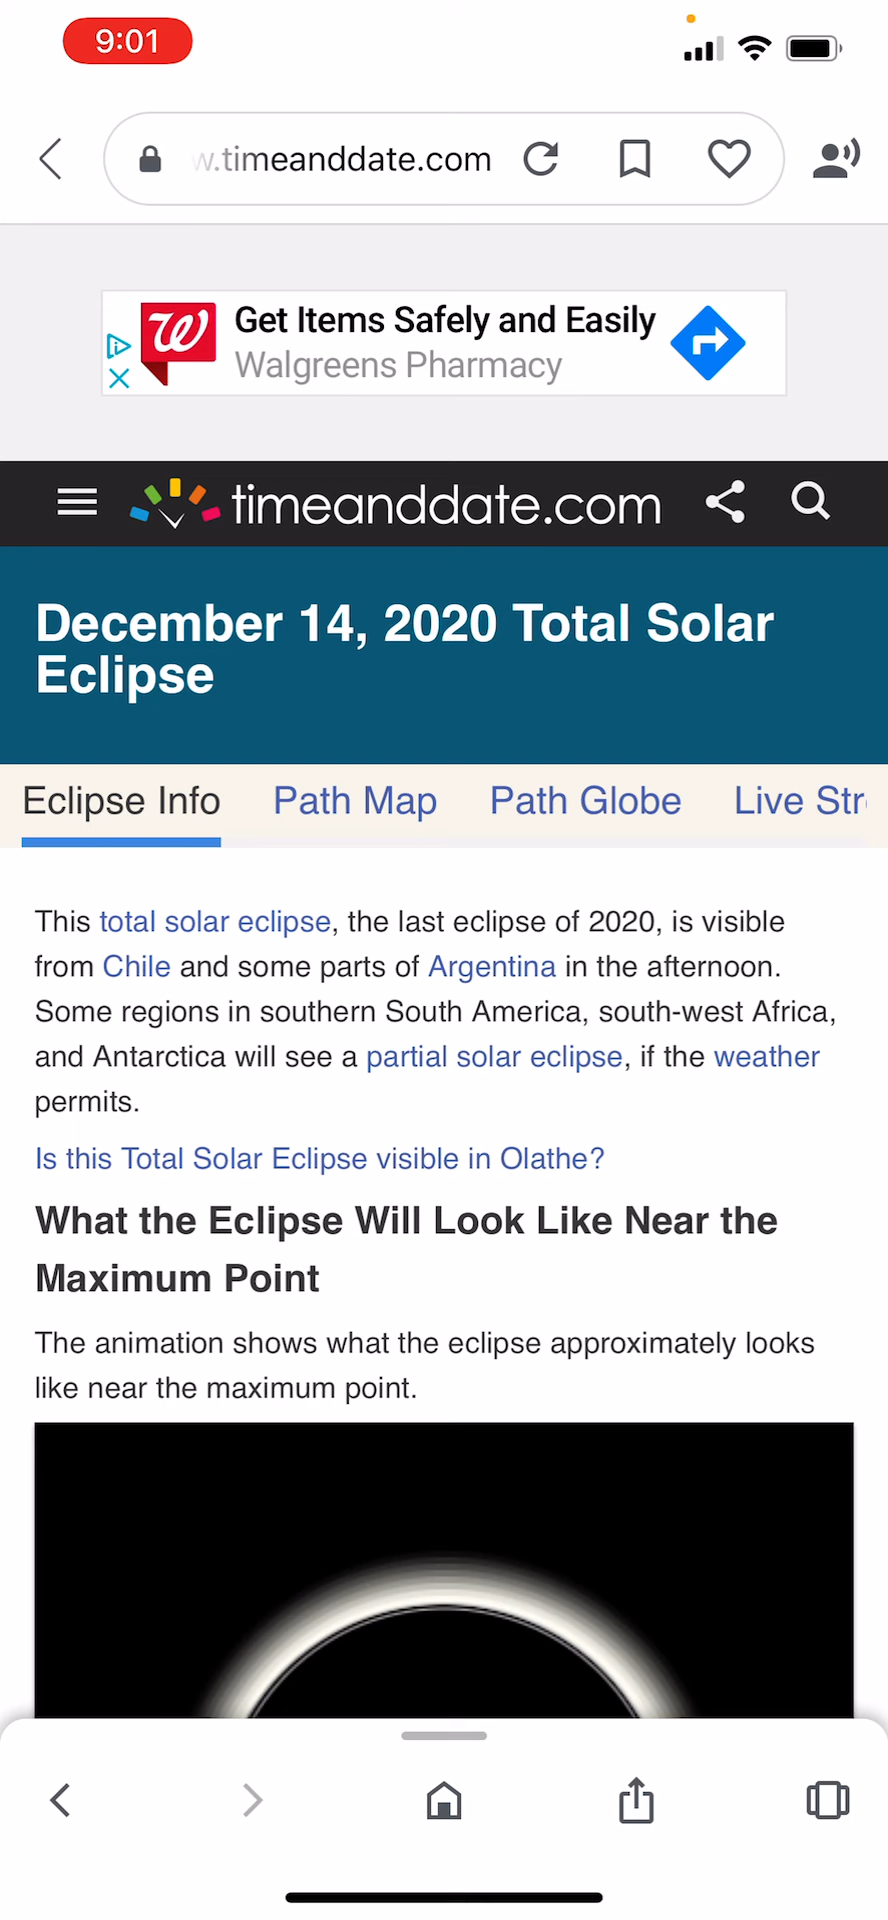 9:01
w.timeanddate.com
Get Items Safely and Easily
Walgreens Pharmacy
timeanddate.com
December 14, 2020 Total Solar
Eclipse
Eclipse Info Path Map Path Globe Live Str
This total solar eclipse, the last eclipse of 2020, is visible
from Chile and some parts of Argentina in the afternoon.
Some regions in southern South America, south-west Africa,
and Antarctica will see a partial solar eclipse, if the weather
permits.
Is this Total Solar Eclipse visible in Olathe?
What the Eclipse Will Look Like Near the
Maximum Point
The animation shows what the eclipse approximately looks
like near the maximum point.